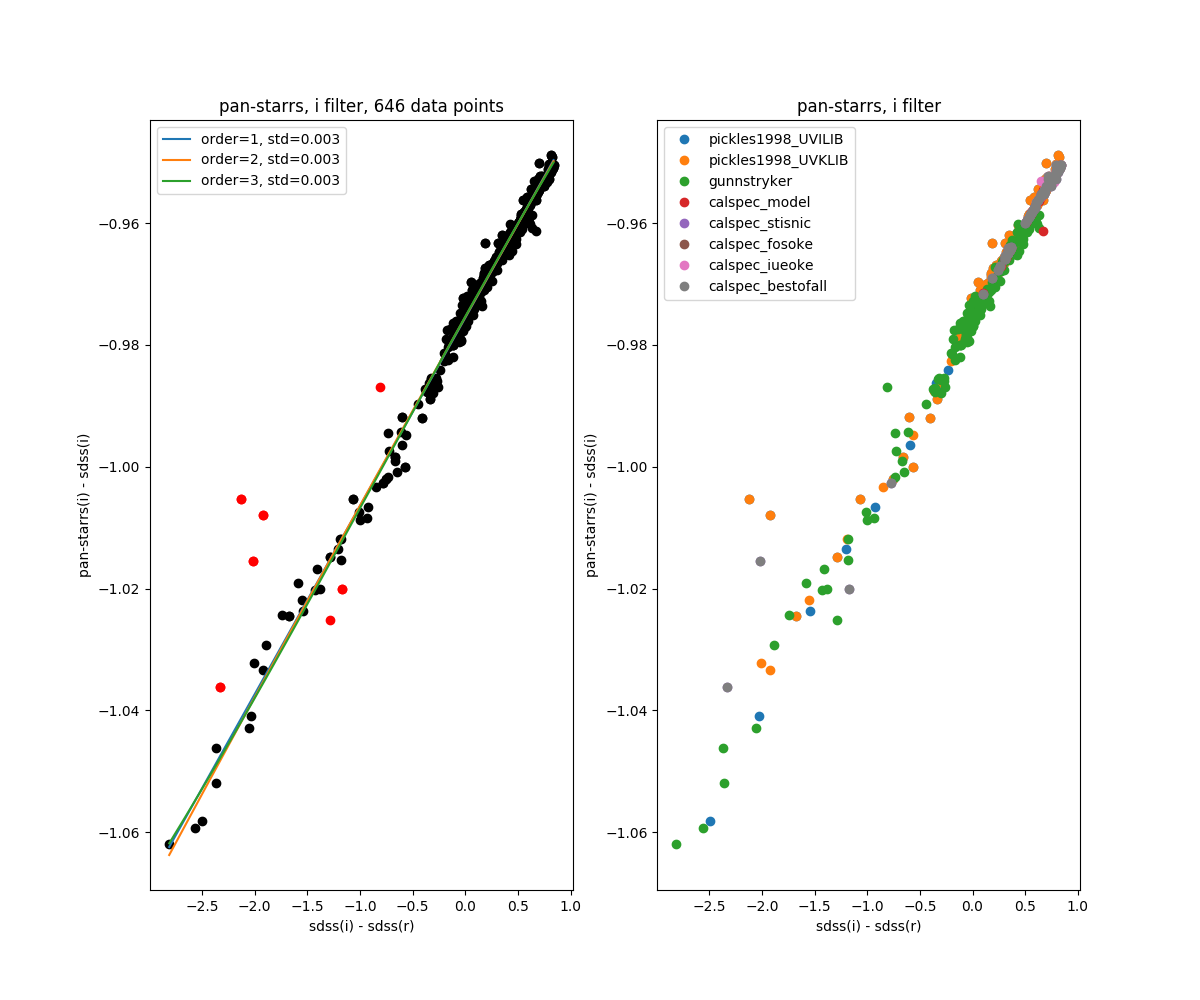 pan-starrs, i filter, 646 data points
order=1, std=0.003
order=2, std=0.003
order=3, std=0.003
−0.96
−0.98
−1.00
−1.02
−1.04
−1.06
pan-starrs(i) - sdss(i)
−2.5 −2.0 −1.5 −1.0 −0.5 0.0 0.5 1.0
sdss(i) - sdss(r)
pan-starrs, i filter
pickles1998_UVILIB
pickles1998_UVKLIB
gunnstryker
calspec_model
calspec_stisnic
calspec_fosoke
calspec_iueoke
calspec_bestofall
−0.96
−0.98
−1.00
−1.02
−1.04
−1.06
pan-starrs(i) - sdss(i)
−2.5 −2.0 −1.5 −1.0 −0.5 0.0 0.5 1.0
sdss(i) - sdss(r)